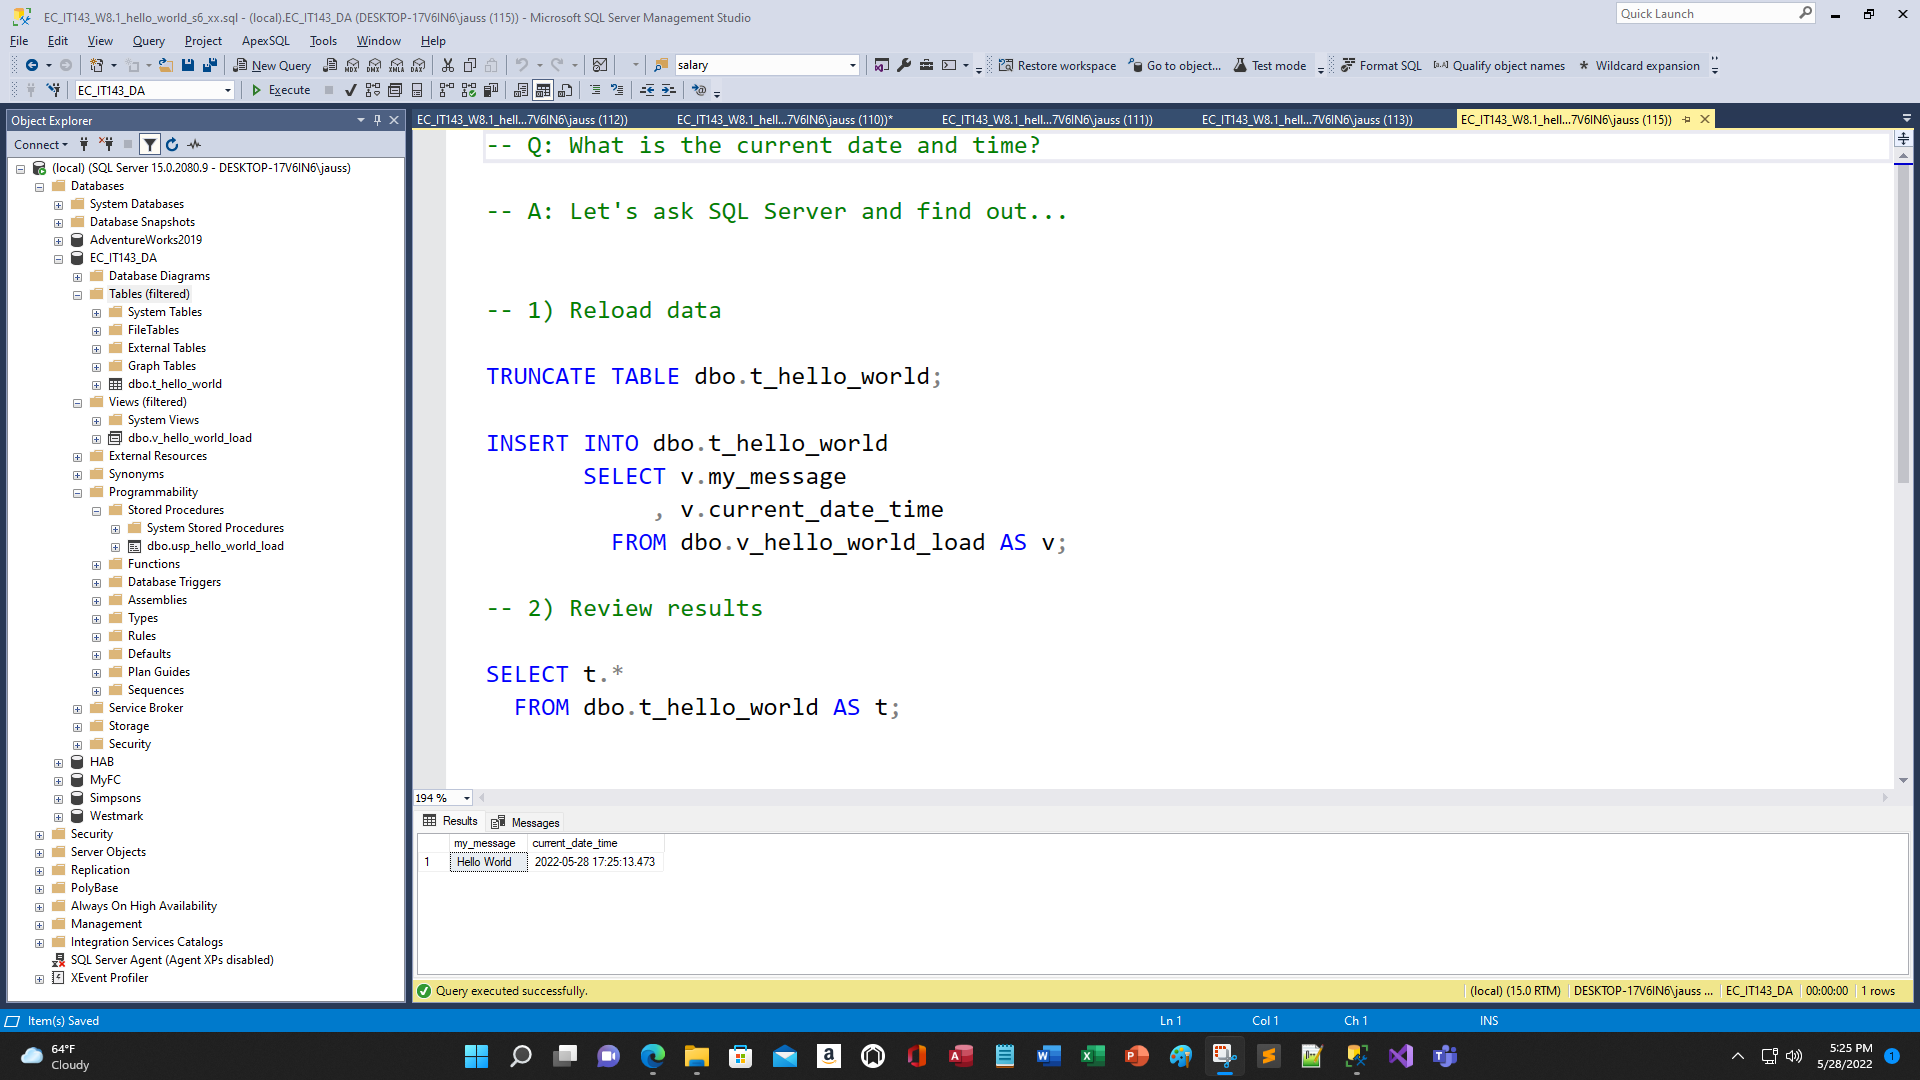 EC_IT143_W8.1_hello_world_s6_xx.sql - (local).EC_IT143_DA (DESKTOP-17V6IN6\jauss (115)) - Microsoft SQL Server Management Studio
Quick Launch
File Edit View Query Project ApexSQL Tools Window Help
New Query
MDX DMX XMLA DAX
salary
Restore workspace Go to object... Test mode Format SQL Qualify object names Wildcard expansion
EC_IT143_DA
Execute
Object Explorer
Connect
(local) (SQL Server 15.0.2080.9 - DESKTOP-17V6IN6\jauss)
Databases
System Databases
Database Snapshots
AdventureWorks2019
EC_IT143_DA
Database Diagrams
Tables (filtered)
System Tables
FileTables
External Tables
Graph Tables
dbo.t_hello_world
Views (filtered)
System Views
dbo.v_hello_world_load
External Resources
Synonyms
Programmability
Stored Procedures
System Stored Procedures
dbo.usp_hello_world_load
Functions
Database Triggers
Assemblies
Types
Rules
Defaults
Plan Guides
Sequences
Service Broker
Storage
Security
HAB
MyFC
Simpsons
Westmark
Security
Server Objects
Replication
PolyBase
Always On High Availability
Management
Integration Services Catalogs
SQL Server Agent (Agent XPs disabled)
XEvent Profiler
EC_IT143_W8.1_hell...7V6IN6\jauss (112)) EC_IT143_W8.1_hell...7V6IN6\jauss (110))* EC_IT143_W8.1_hell...7V6IN6\jauss (111)) EC_IT143_W8.1_hell...7V6IN6\jauss (113)) EC_IT143_W8.1_hell...7V6IN6\jauss (115))
-- Q: What is the current date and time?
-- A: Let's ask SQL Server and find out...
-- 1) Reload data
TRUNCATE TABLE dbo.t_hello_world;
INSERT INTO dbo.t_hello_world
SELECT v.my_message
, v.current_date_time
FROM dbo.v_hello_world_load AS v;
-- 2) Review results
SELECT t.*
FROM dbo.t_hello_world AS t;
194 %
Results Messages
my_message current_date_time
1 Hello World 2022-05-28 17:25:13.473
Query executed successfully.
(local) (15.0 RTM) DESKTOP-17V6IN6\jauss ... EC_IT143_DA 00:00:00 1 rows
Item(s) Saved
Ln 1 Col 1 Ch 1 INS
64°F
Cloudy
5:25 PM
5/28/2022
1